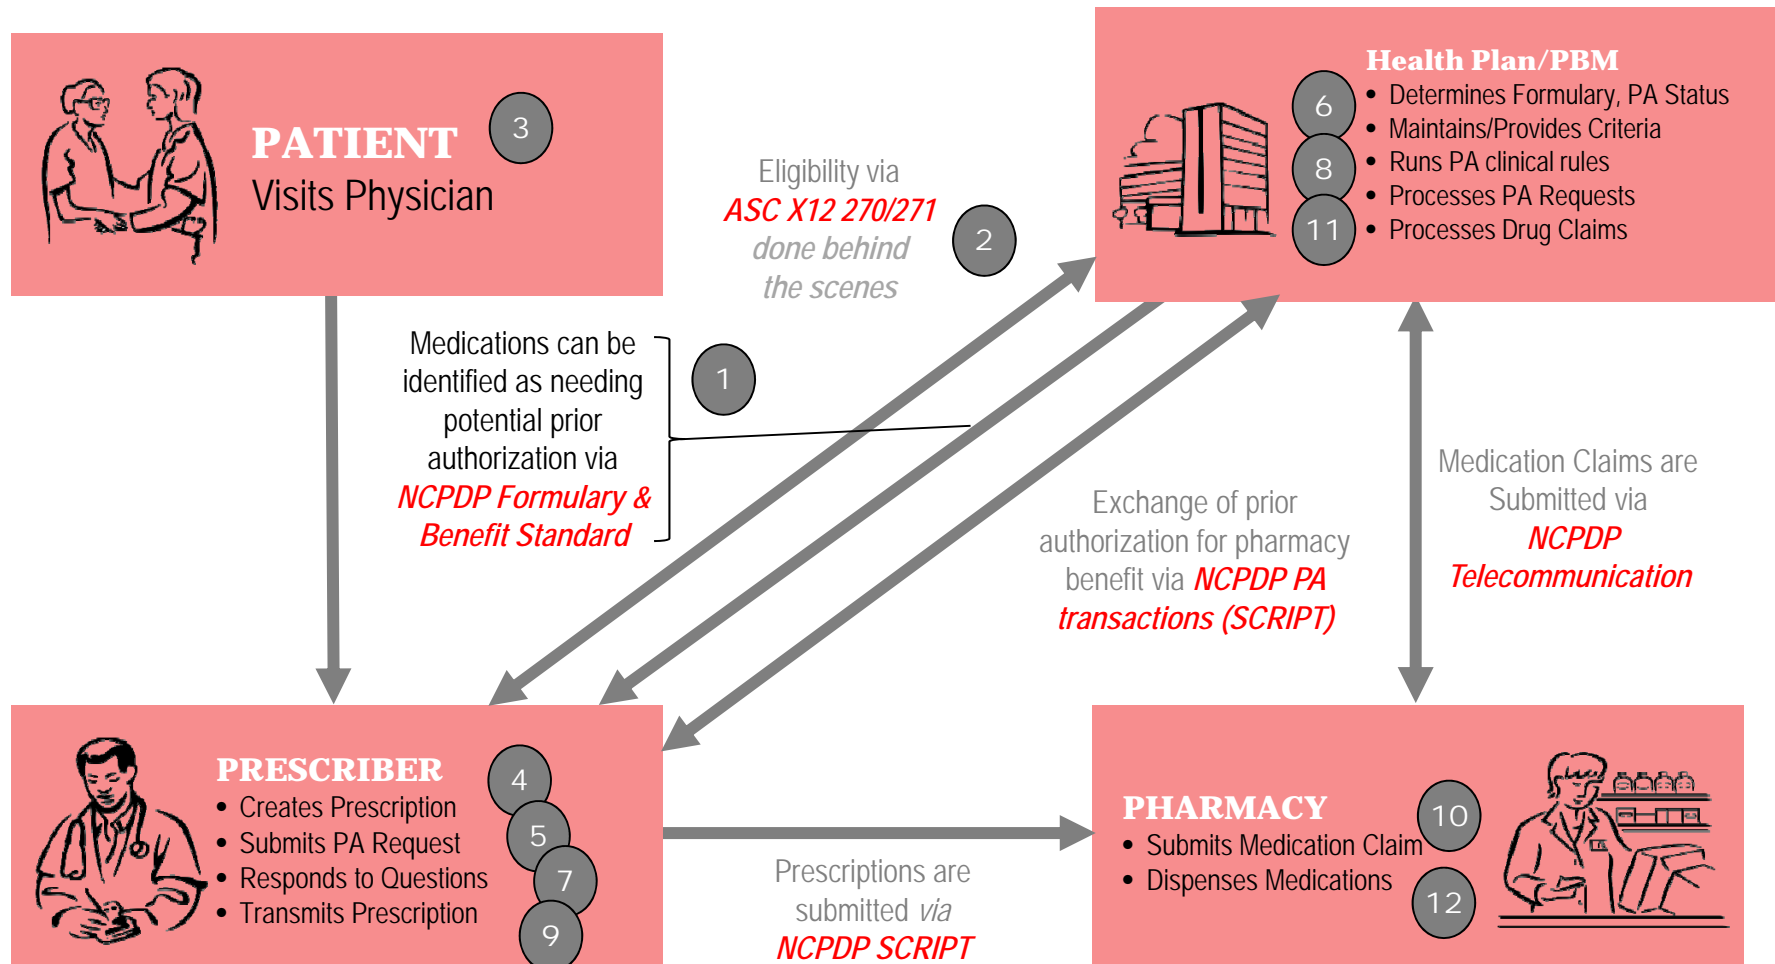 PATIENT
Visits Physician
3
Eligibility via
ASC X12 270/271
done behind
the scenes
2
Health Plan/PBM
• Determines Formulary, PA Status
• Maintains/Provides Criteria
• Runs PA clinical rules
• Processes PA Requests
• Processes Drug Claims
6
8
11
Medications can be
identified as needing
potential prior
authorization via
NCPDP Formulary &
Benefit Standard
1
Exchange of prior
authorization for pharmacy
benefit via NCPDP PA
transactions (SCRIPT)
Medication Claims are
Submitted via
NCPDP
Telecommunication
PRESCRIBER
• Creates Prescription
• Submits PA Request
• Responds to Questions
• Transmits Prescription
4
5
7
9
Prescriptions are
submitted via
NCPDP SCRIPT
PHARMACY
• Submits Medication Claim
• Dispenses Medications
10
12